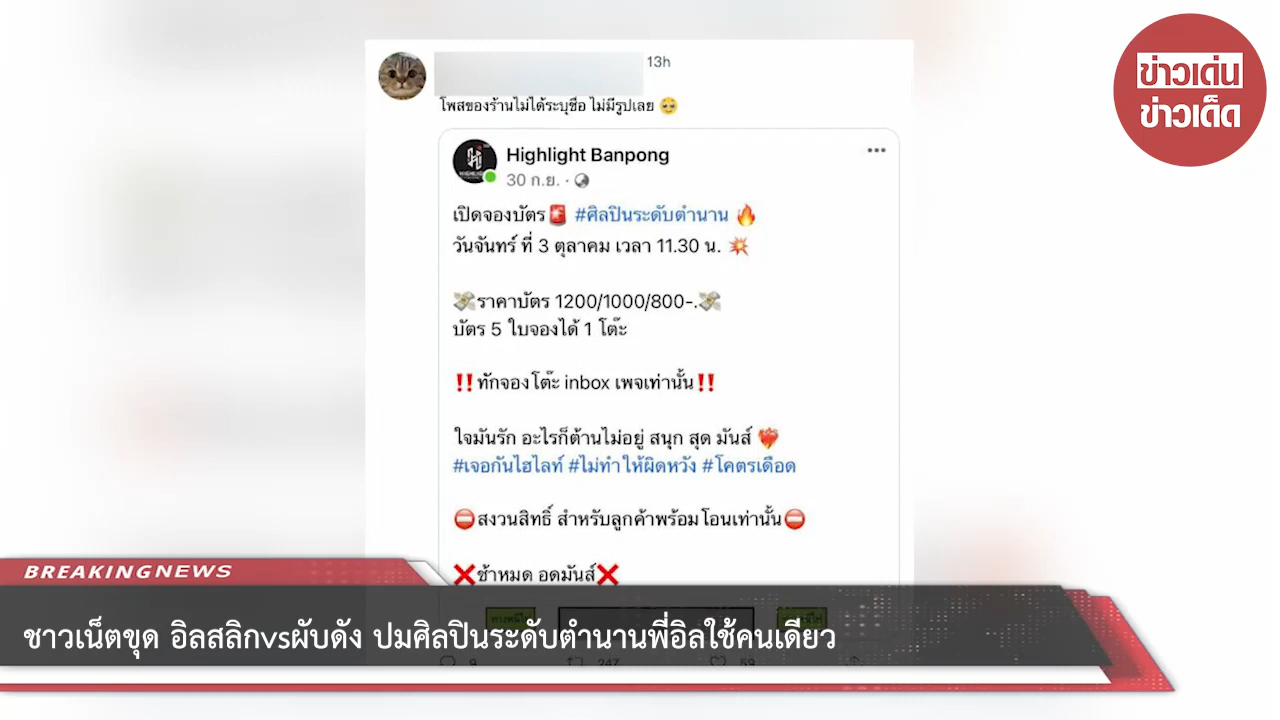 ข่าวเด่น
ข่าวเด็ด
13h
โพสของร้านไม่ได้ระบุชื่อ ไม่มีรูปเลย 🥹
Highlight Banpong
30 ก.ย. ·
เปิดจองบัตร🚨 #ศิลปินระดับตำนาน 🔥
วันจันทร์ ที่ 3 ตุลาคม เวลา 11.30 น. 💥
💸ราคาบัตร 1200/1000/800-.💸
บัตร 5 ใบจองได้ 1 โต๊ะ
‼️ทักจองโต๊ะ inbox เพจเท่านั้น‼️
ใจมันรัก อะไรก็ต้านไม่อยู่ สนุก สุด มันส์ ❤️‍🔥
#เจอกันไฮไลท์ #ไม่ทำให้ผิดหวัง #โคตรเดือด
⛔สงวนสิทธิ์ สำหรับลูกค้าพร้อมโอนเท่านั้น⛔
❌ช้าหมด อดมันส์❌
BREAKINGNEWS
ชาวเน็ตขุด อิลสลิกvsผับดัง ปมศิลปินระดับตำนานพี่อิลใช้คนเดียว